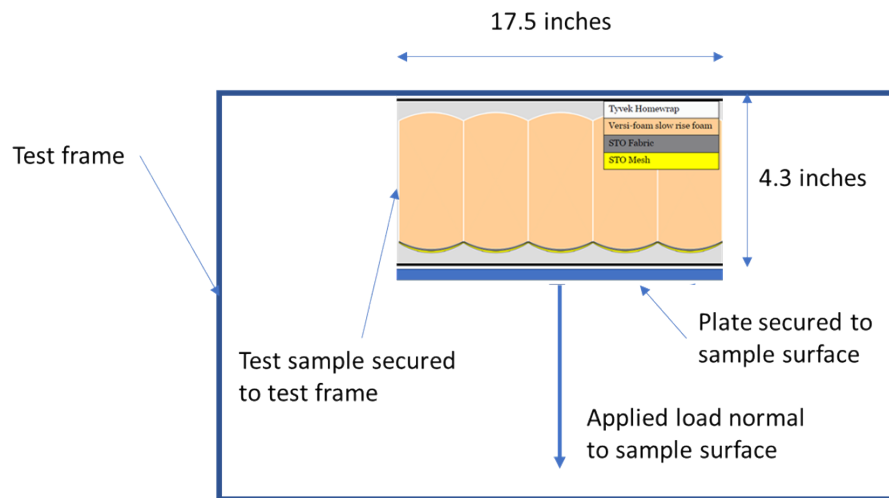 17.5 inches
Tyvek Homewrap
Versi-foam slow rise foam
STO Fabric
STO Mesh
Test frame
4.3 inches
Plate secured to
sample surface
Test sample secured
to test frame
Applied load normal
to sample surface